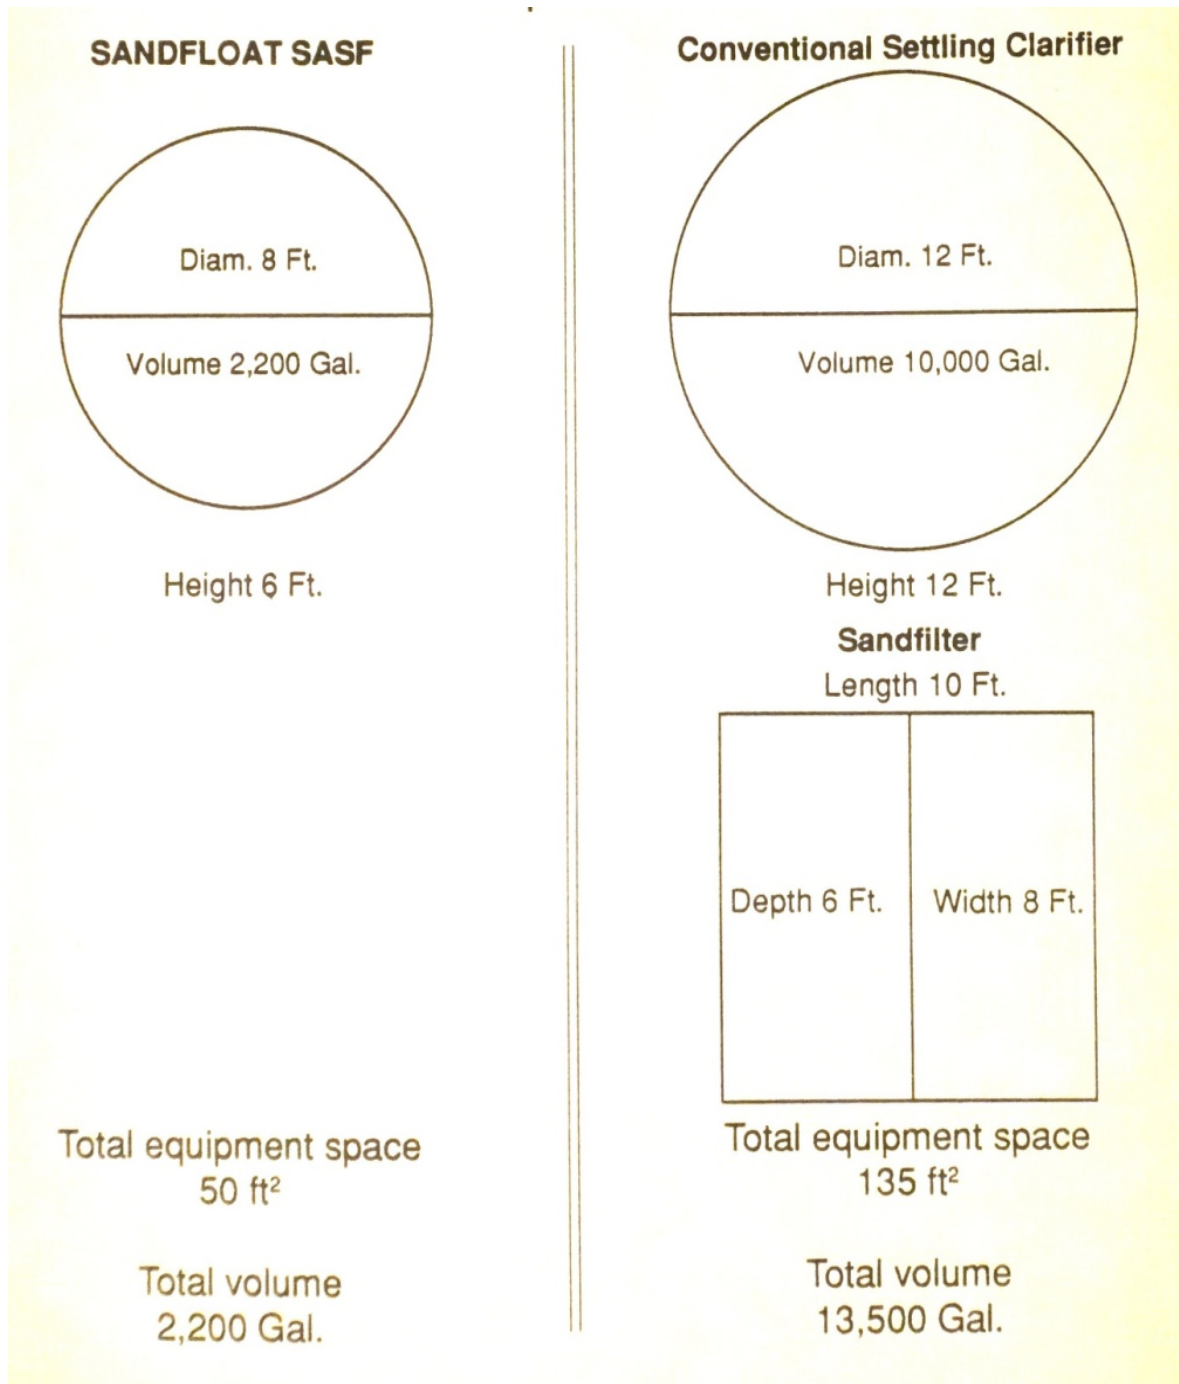 SANDFLOAT SASF
Diam. 8 Ft.
Volume 2,200 Gal.
Height 6 Ft.
Total equipment space
50 ft²
Total volume
2,200 Gal.
Conventional Settling Clarifier
Diam. 12 Ft.
Volume 10,000 Gal.
Height 12 Ft.
Sandfilter
Length 10 Ft.
Depth 6 Ft.
Width 8 Ft.
Total equipment space
135 ft²
Total volume
13,500 Gal.